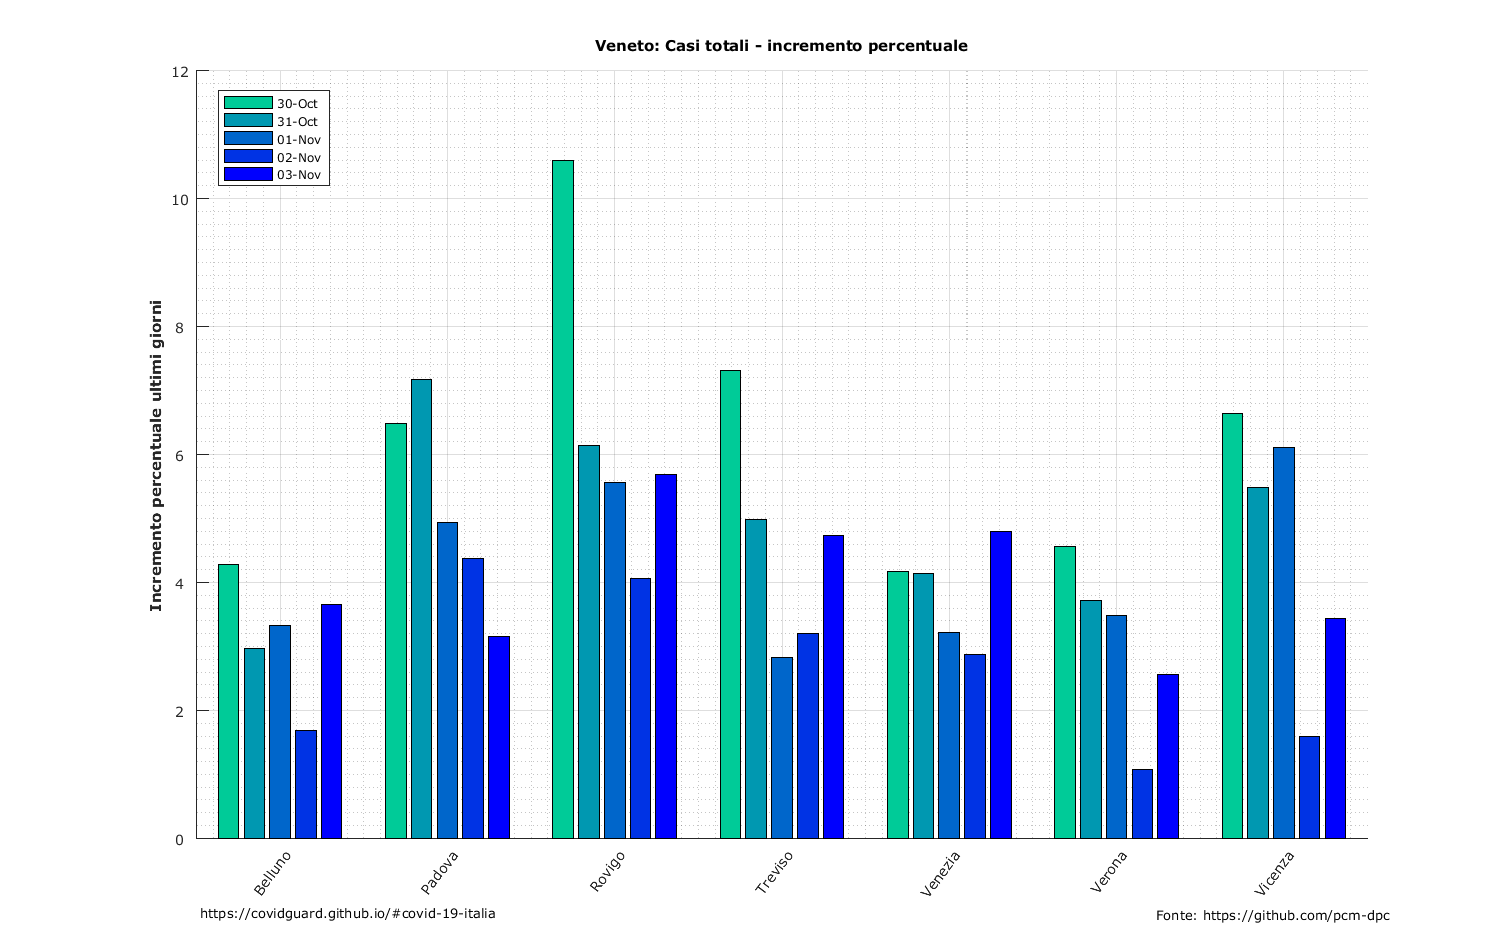 Veneto: Casi totali - incremento percentuale
12
10
8
6
4
2
0
Incremento percentuale ultimi giorni
30-Oct
31-Oct
01-Nov
02-Nov
03-Nov
Belluno
Padova
Rovigo
Treviso
Venezia
Verona
Vicenza
https://covidguard.github.io/#covid-19-italia
Fonte: https://github.com/pcm-dpc